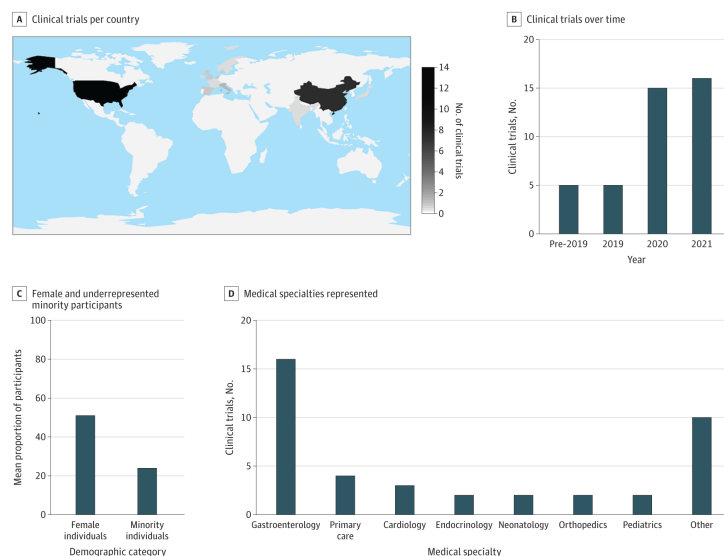 A Clinical trials per country
14
12
10
8
6
4
2
0
No. of clinical trials
B Clinical trials over time
20
15
10
5
0
Clinical trials, No.
Pre-2019 2019 2020 2021
Year
C Female and underrepresented
minority participants
100
80
60
40
20
0
Mean proportion of participants
Female
individuals
Minority
individuals
Demographic category
D Medical specialties represented
20
15
10
5
0
Clinical trials, No.
Gastroenterology Primary
care
Cardiology Endocrinology Neonatology Orthopedics Pediatrics Other
Medical specialty